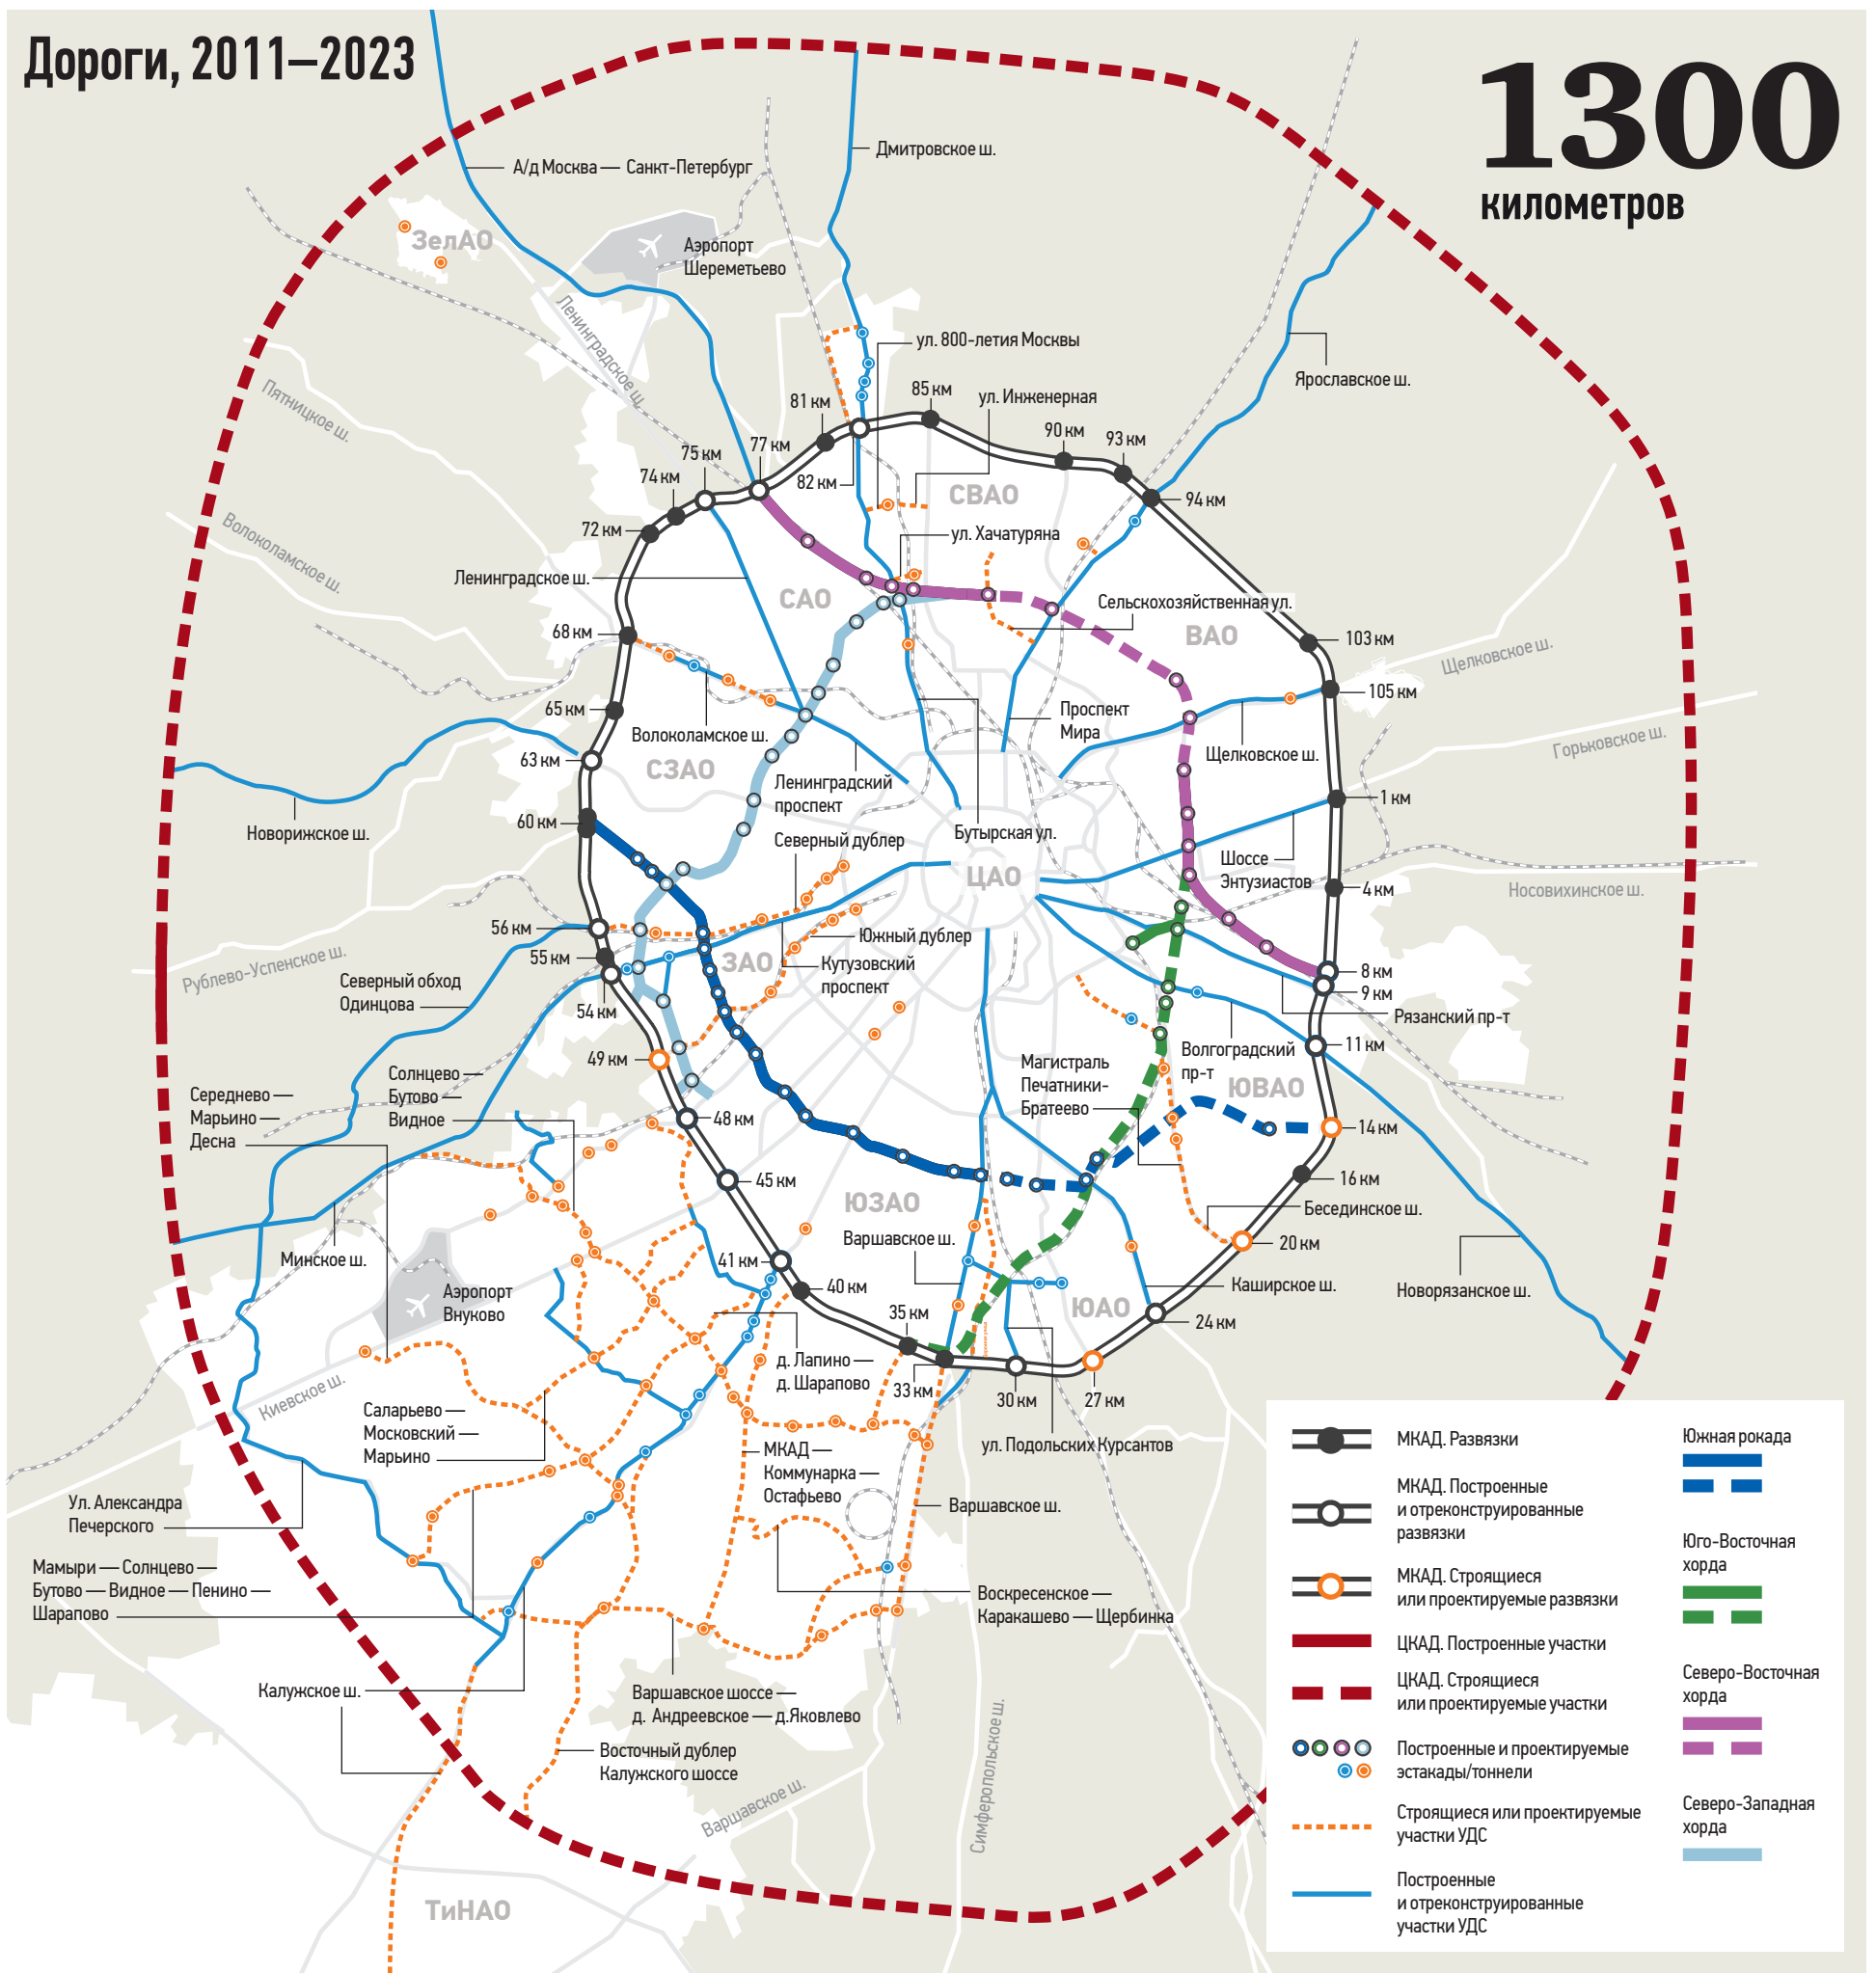 Дороги, 2011–2023
1300
километров
А/д Москва — Санкт-Петербург
Дмитровское ш.
ЗелАО
Аэропорт
Шереметьево
Ленинградское ш.
ул. 800-летия Москвы
Ярославское ш.
Пятницкое ш.
81 км
85 км
ул. Инженерная
90 км
93 км
75 км
77 км
74 км
82 км
СВАО
94 км
72 км
Волоколамское ш.
ул. Хачатуряна
Ленинградское ш.
САО
Сельскохозяйственная ул.
ВАО
68 км
103 км
Щелковское ш.
105 км
65 км
Проспект
Мира
Волоколамское ш.
Щелковское ш.
Горьковское ш.
63 км
СЗАО
Ленинградский
проспект
1 км
60 км
Новорижское ш.
Бутырская ул.
Северный дублер
Шоссе
Энтузиастов
ЦАО
4 км
Носовихинское ш.
56 км
Южный дублер
55 км
ЗАО
Кутузовский
проспект
Рублево-Успенское ш.
Северный обход
Одинцова
8 км
9 км
54 км
Рязанский пр-т
11 км
49 км
Волгоградский
пр-т
Магистраль
Печатники-
Братеево
ЮВАО
Солнцево —
Бутово —
Видное
Середнево —
Марьино —
Десна
48 км
14 км
45 км
16 км
ЮЗАО
Бесединское ш.
Варшавское ш.
20 км
Минское ш.
41 км
40 км
Каширское ш.
Новорязанское ш.
Аэропорт
Внуково
35 км
ЮАО
24 км
д. Лапино —
д. Шарапово
33 км
30 км
27 км
Киевское ш.
Саларьево —
Московский —
Марьино
ул. Подольских Курсантов
МКАД —
Коммунарка —
Остафьево
Варшавское ш.
Ул. Александра
Печерского
Мамыри — Солнцево —
Бутово — Видное — Пенино —
Шарапово
Воскресенское —
Каракашево — Щербинка
Калужское ш.
Варшавское шоссе —
д. Андреевское — д.Яковлево
Восточный дублер
Калужского шоссе
Варшавское ш.
Симферопольское ш.
ТиНАО
МКАД. Развязки
МКАД. Построенные
и отреконструированные
развязки
МКАД. Строящиеся
или проектируемые развязки
ЦКАД. Построенные участки
ЦКАД. Строящиеся
или проектируемые участки
Построенные и проектируемые
эстакады/тоннели
Строящиеся или проектируемые
участки УДС
Построенные
и отреконструированные
участки УДС
Южная рокада
Юго-Восточная
хорда
Северо-Восточная
хорда
Северо-Западная
хорда